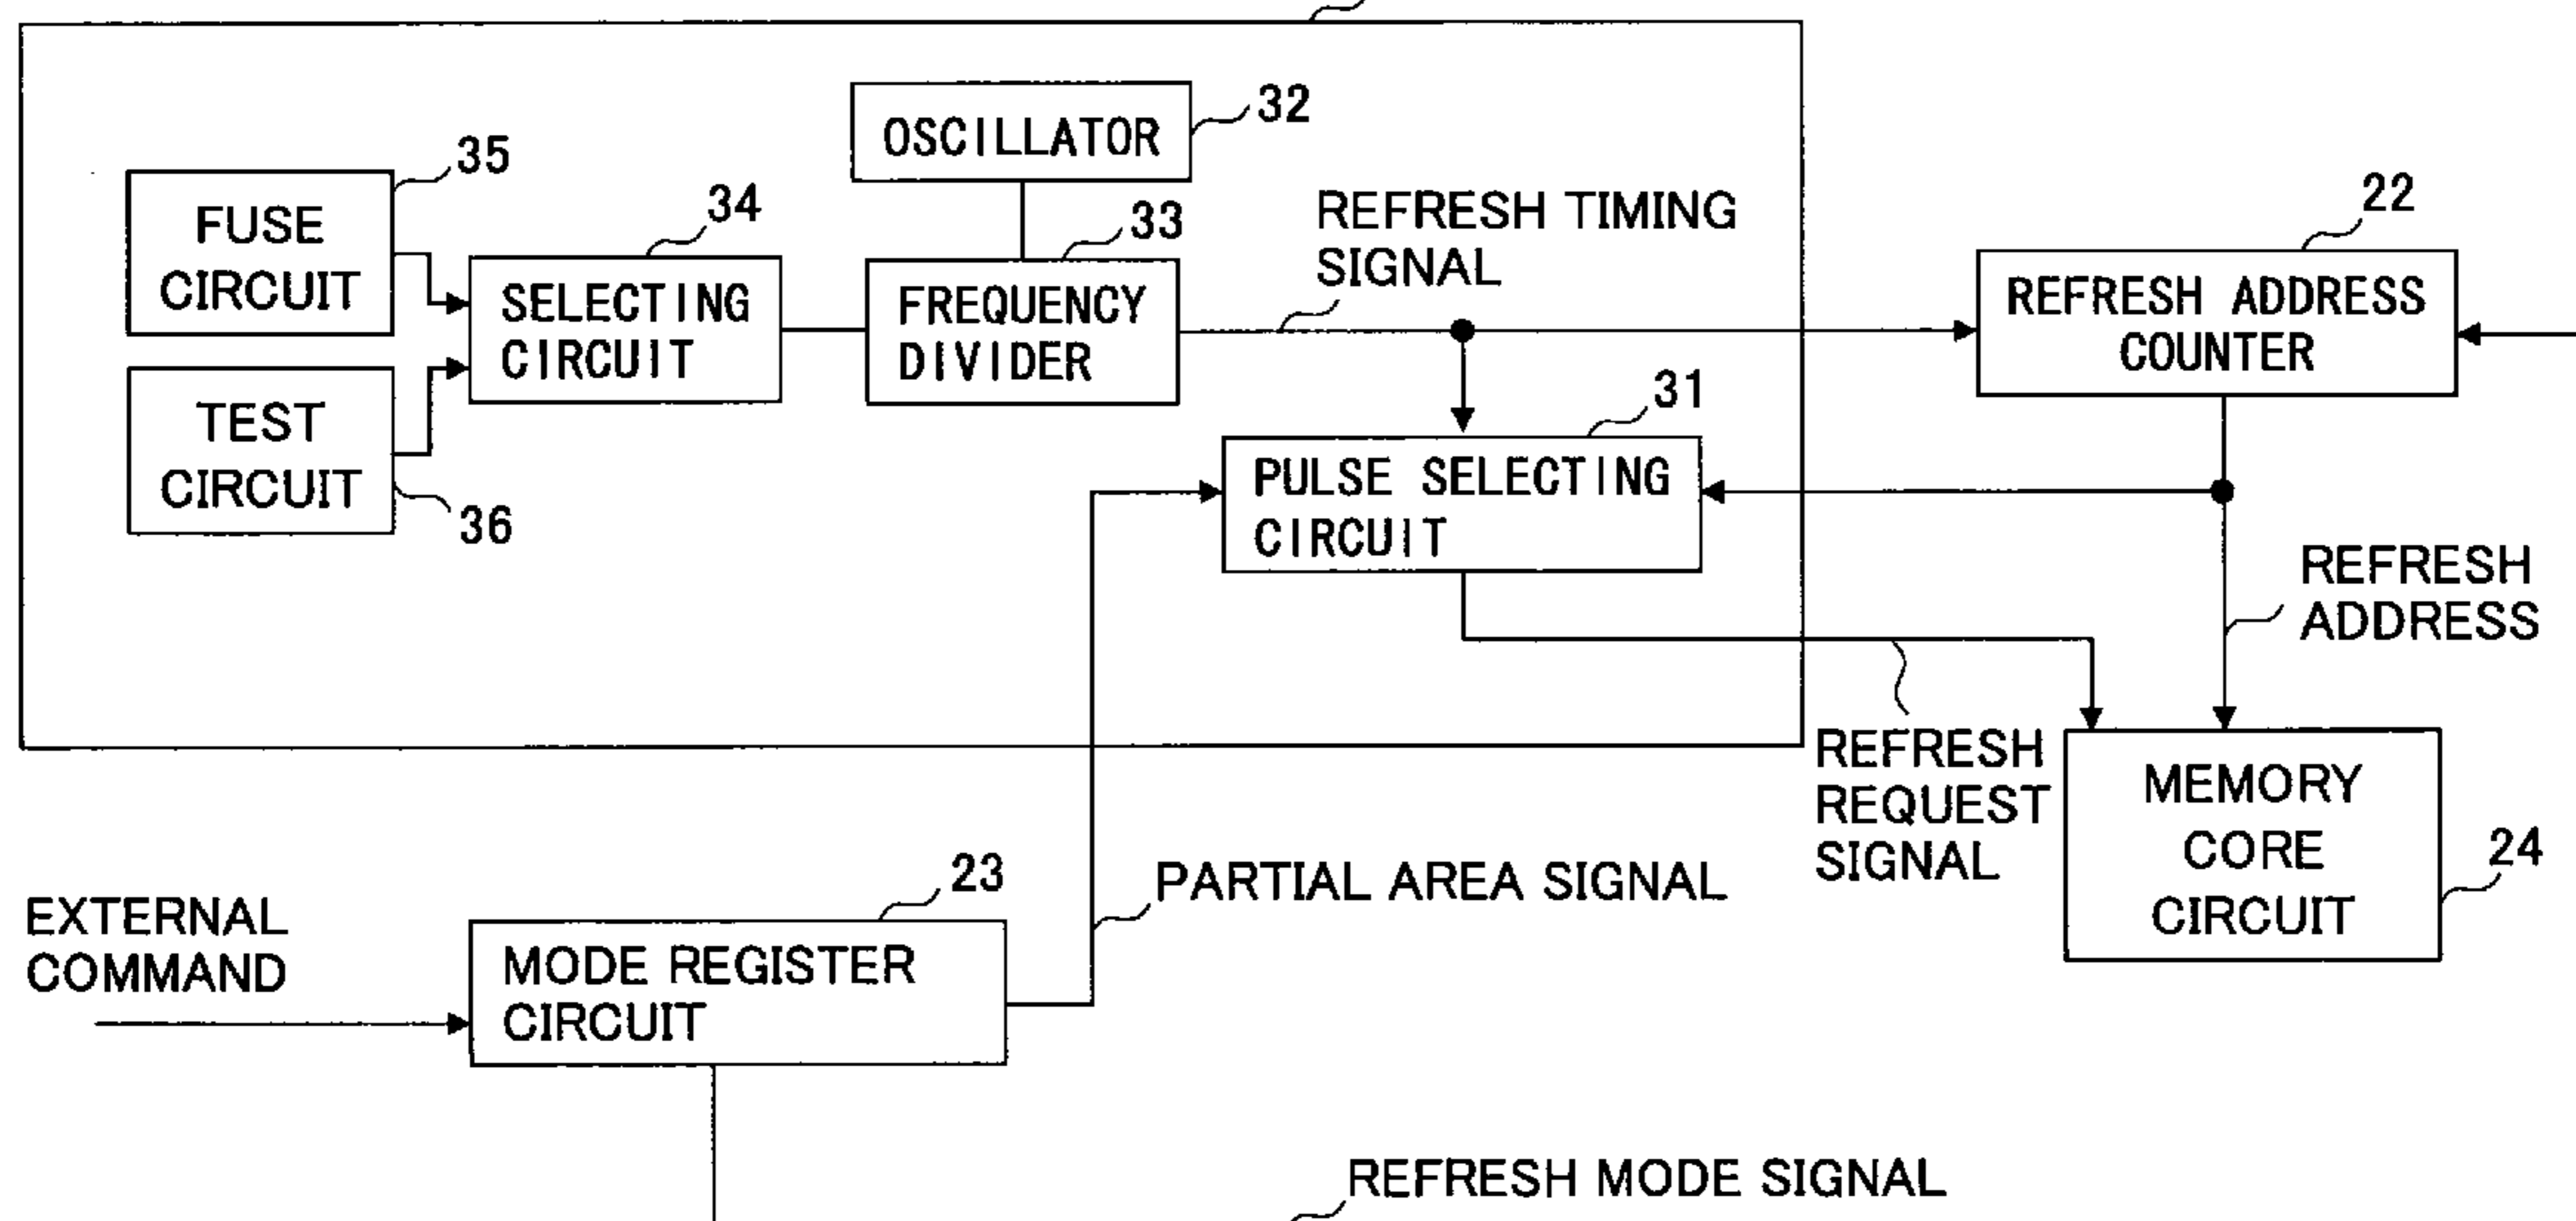 32
OSCILLATOR
35
FUSE
CIRCUIT
34
SELECTING
CIRCUIT
33
FREQUENCY
DIVIDER
REFRESH TIMING
SIGNAL
22
REFRESH ADDRESS
COUNTER
TEST
CIRCUIT
36
31
PULSE SELECTING
CIRCUIT
REFRESH
ADDRESS
REFRESH
REQUEST
SIGNAL
MEMORY
CORE
CIRCUIT
24
EXTERNAL
COMMAND
23
MODE REGISTER
CIRCUIT
PARTIAL AREA SIGNAL
REFRESH MODE SIGNAL